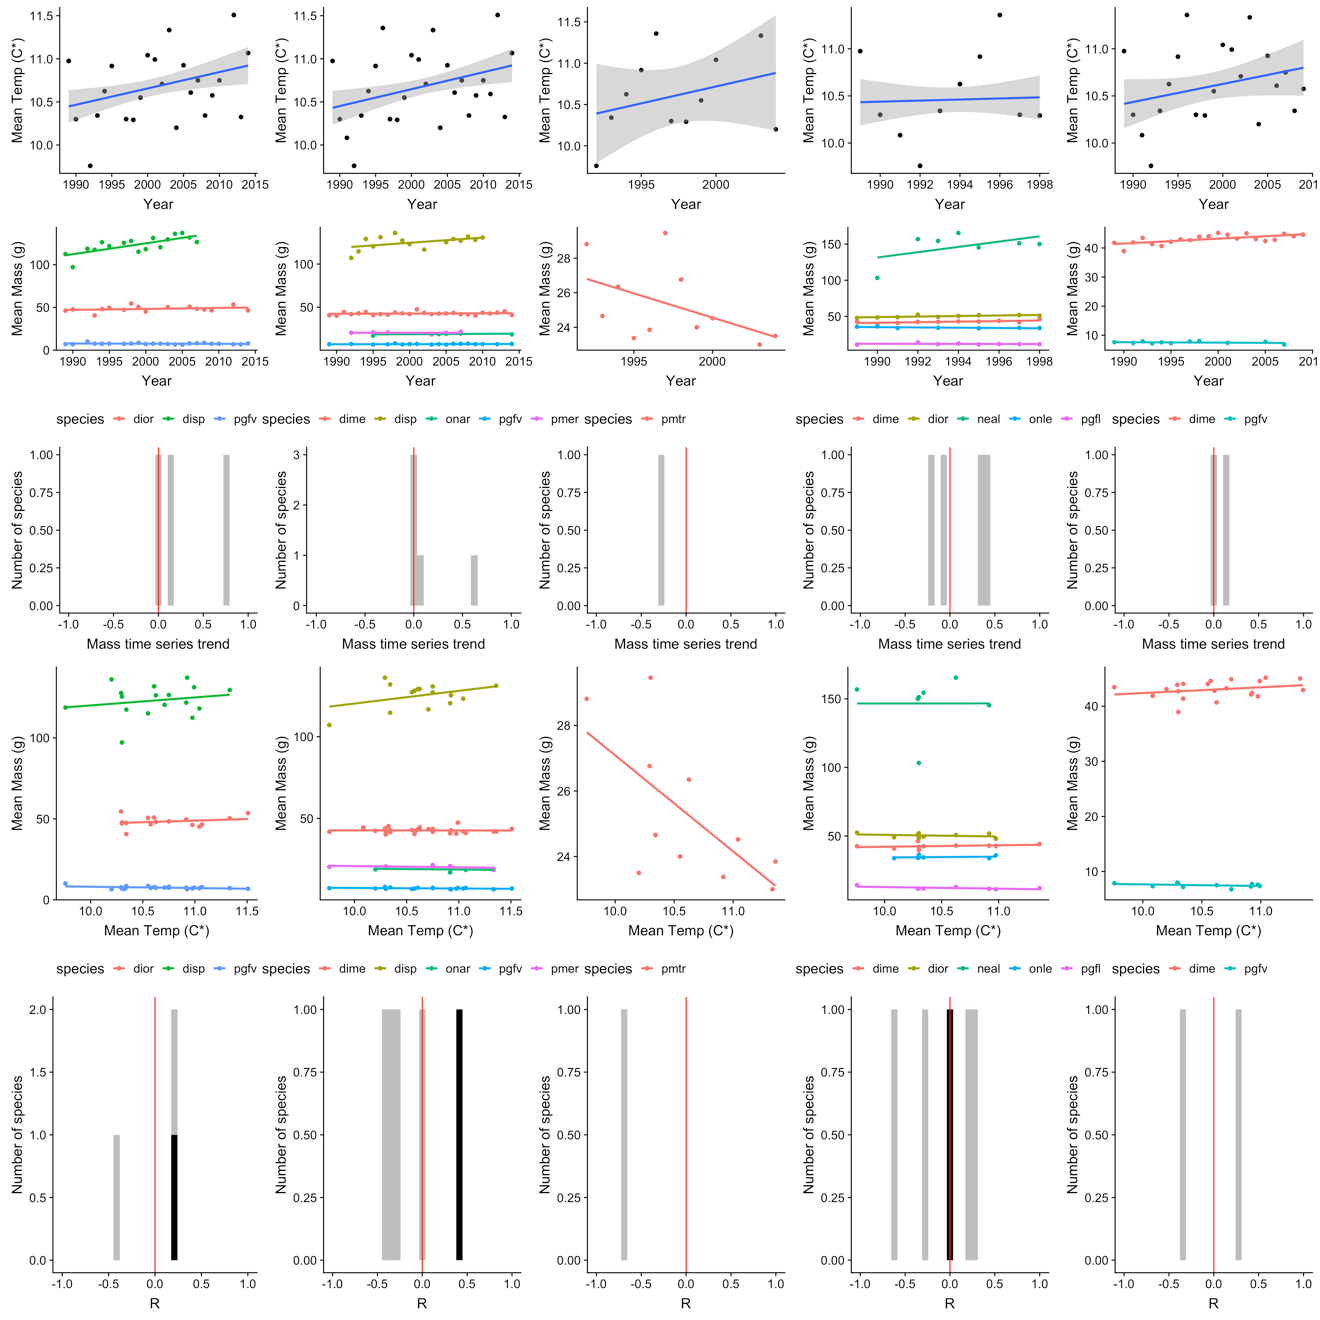 11.5
11.0
10.5
10.0
Mean Temp (C*)
1990 1995 2000 2005 2010 2015
Year
11.5
11.0
10.5
10.0
Mean Temp (C*)
1990 1995 2000 2005 2010 2015
Year
11.5
11.0
10.5
10.0
Mean Temp (C*)
1995 2000
Year
11.0
10.5
10.0
Mean Temp (C*)
1990 1992 1994 1996 1998
Year
11.0
10.5
10.0
Mean Temp (C*)
1990 1995 2000 2005 201
Year
100
50
0
Mean Mass (g)
1990 1995 2000 2005 2010 2015
Year
100
50
0
Mean Mass (g)
1990 1995 2000 2005 2010 2015
Year
28
26
24
Mean Mass (g)
1995 2000
Year
150
100
50
Mean Mass (g)
1990 1992 1994 1996 1998
Year
40
30
20
10
Mean Mass (g)
1990 1995 2000 2005 201
Year
species dior disp pgfv
species dime disp onar pgfv pmer
species pmtr
species dime dior neal onle pgfl
species dime pgfv
1.00
0.75
0.50
0.25
0.00
Number of species
-1.0 -0.5 0.0 0.5 1.0
Mass time series trend
3
2
1
0
Number of species
-1.0 -0.5 0.0 0.5 1.0
Mass time series trend
1.00
0.75
0.50
0.25
0.00
Number of species
-1.0 -0.5 0.0 0.5 1.0
Mass time series trend
1.00
0.75
0.50
0.25
0.00
Number of species
-1.0 -0.5 0.0 0.5 1.0
Mass time series trend
1.00
0.75
0.50
0.25
0.00
Number of species
-1.0 -0.5 0.0 0.5 1.0
Mass time series trend
100
50
0
Mean Mass (g)
10.0 10.5 11.0 11.5
Mean Temp (C*)
100
50
0
Mean Mass (g)
10.0 10.5 11.0 11.5
Mean Temp (C*)
28
26
24
Mean Mass (g)
10.0 10.5 11.0
Mean Temp (C*)
150
100
50
Mean Mass (g)
10.0 10.5 11.0
Mean Temp (C*)
40
30
20
10
Mean Mass (g)
10.0 10.5 11.0
Mean Temp (C*)
species dior disp pgfv
species dime disp onar pgfv pmer
species pmtr
species dime dior neal onle pgfl
species dime pgfv
2.0
1.5
1.0
0.5
0.0
Number of species
-1.0 -0.5 0.0 0.5 1.0
R
1.00
0.75
0.50
0.25
0.00
Number of species
-1.0 -0.5 0.0 0.5 1.0
R
1.00
0.75
0.50
0.25
0.00
Number of species
-1.0 -0.5 0.0 0.5 1.0
R
1.00
0.75
0.50
0.25
0.00
Number of species
-1.0 -0.5 0.0 0.5 1.0
R
1.00
0.75
0.50
0.25
0.00
Number of species
-1.0 -0.5 0.0 0.5 1.0
R